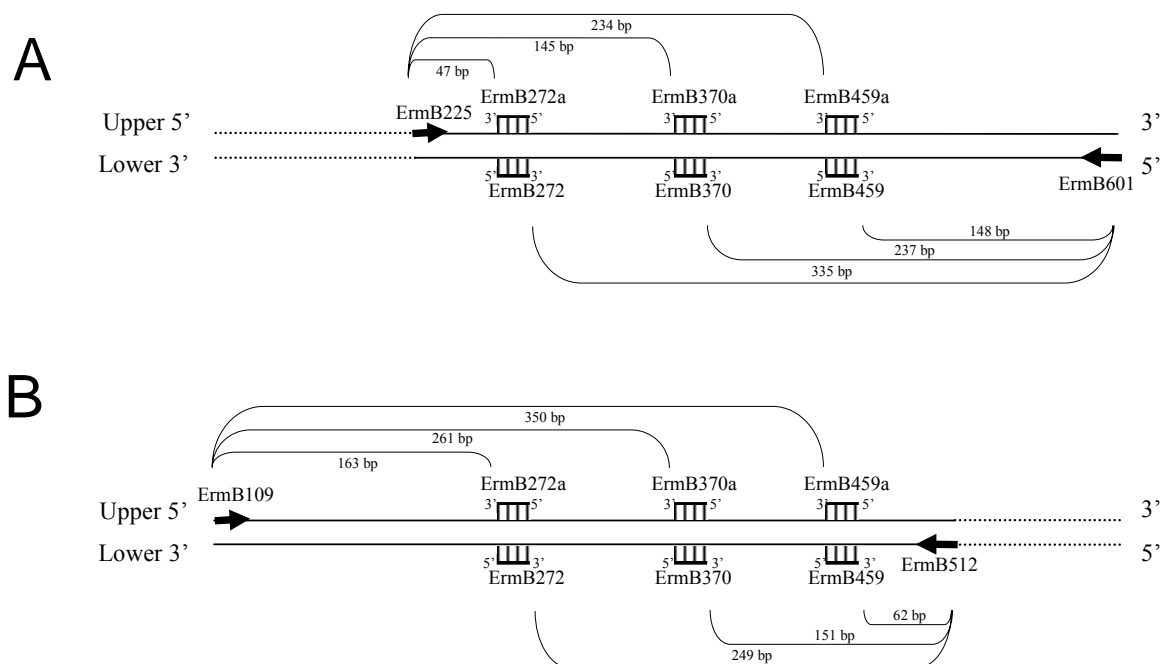 A
234 bp
145 bp
47 bp
ErmB272a ErmB370a ErmB459a
ErmB225
3’ 5’ 3’ 5’ 3’ 5’
Upper 5’ 3’
Lower 3’ 5’
5’ 3’ 5’ 3’ 5’ 3’
ErmB272 ErmB370 ErmB459 ErmB601
148 bp
237 bp
335 bp
B
350 bp
261 bp
163 bp
ErmB272a ErmB370a ErmB459a
ErmB109
3’ 5’ 3’ 5’ 3’ 5’
Upper 5’ 3’
Lower 3’ 5’
5’ 3’ 5’ 3’ 5’ 3’
ErmB272 ErmB370 ErmB459 ErmB512
62 bp
151 bp
249 bp